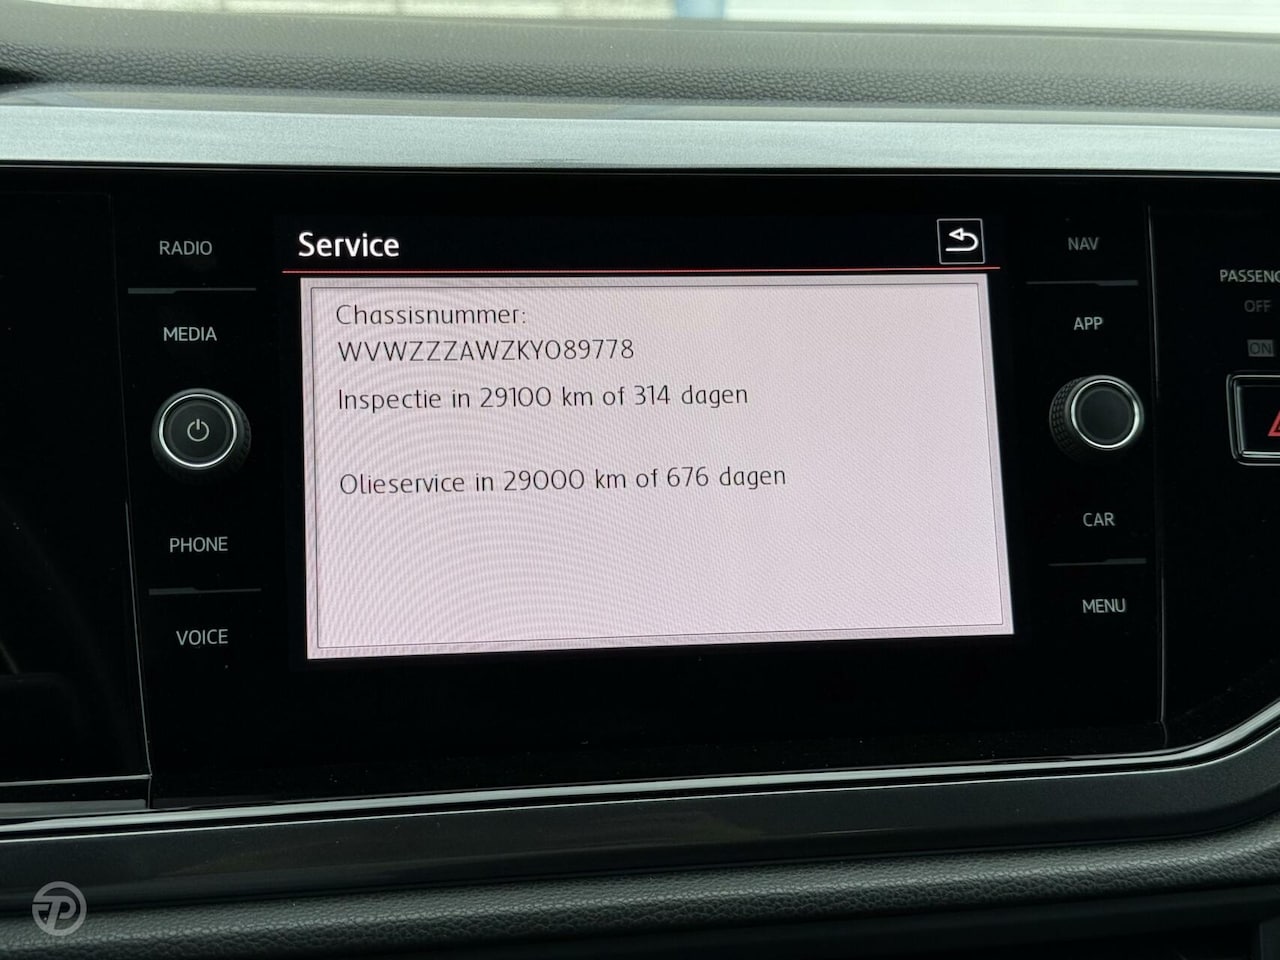 Service
RADIO
MEDIA
PHONE
VOICE
Chassisnummer:
WVWZZZAWZKY089778
Inspectie in 29100 km of 314 dagen
Olieservice in 29000 km of 676 dagen
NAV
APP
CAR
MENU
PASSENG
OFF
ON